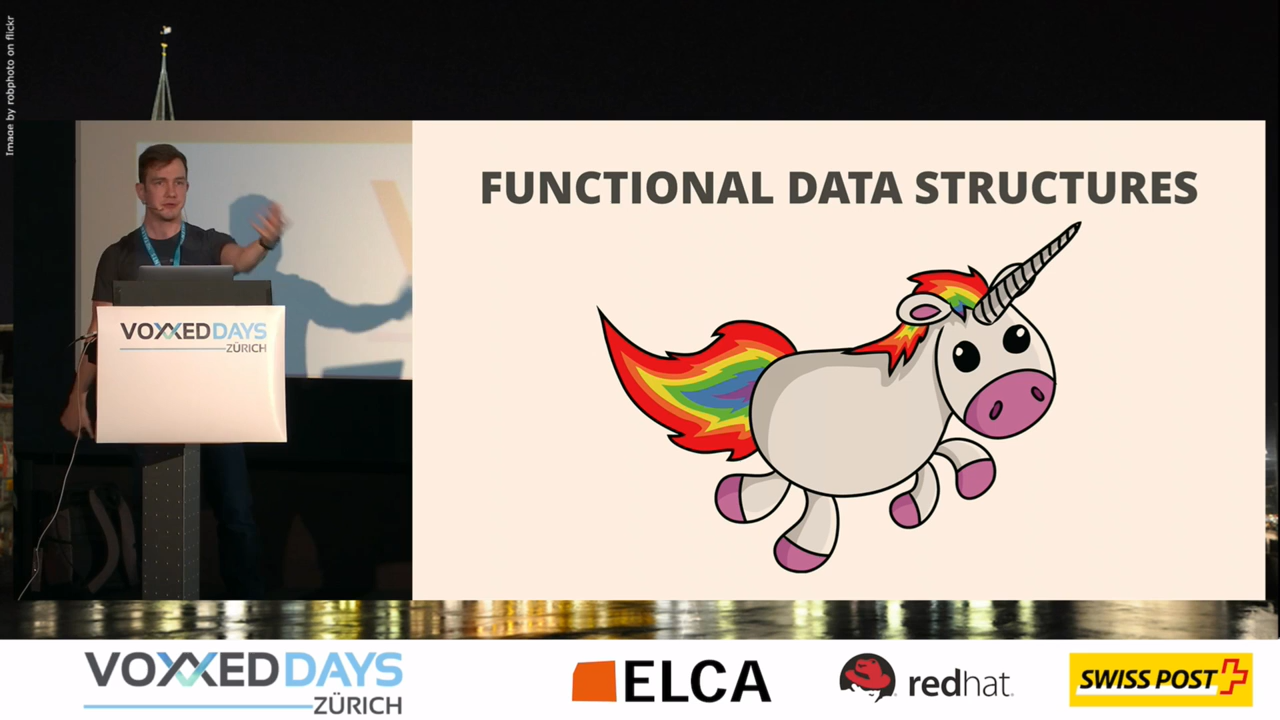 Image by robphoto on flickr
FUNCTIONAL DATA STRUCTURES
VOXXEDDAYS
ZÜRICH
VOXXEDDAYS
ZÜRICH
ELCA
redhat.
SWISS POST